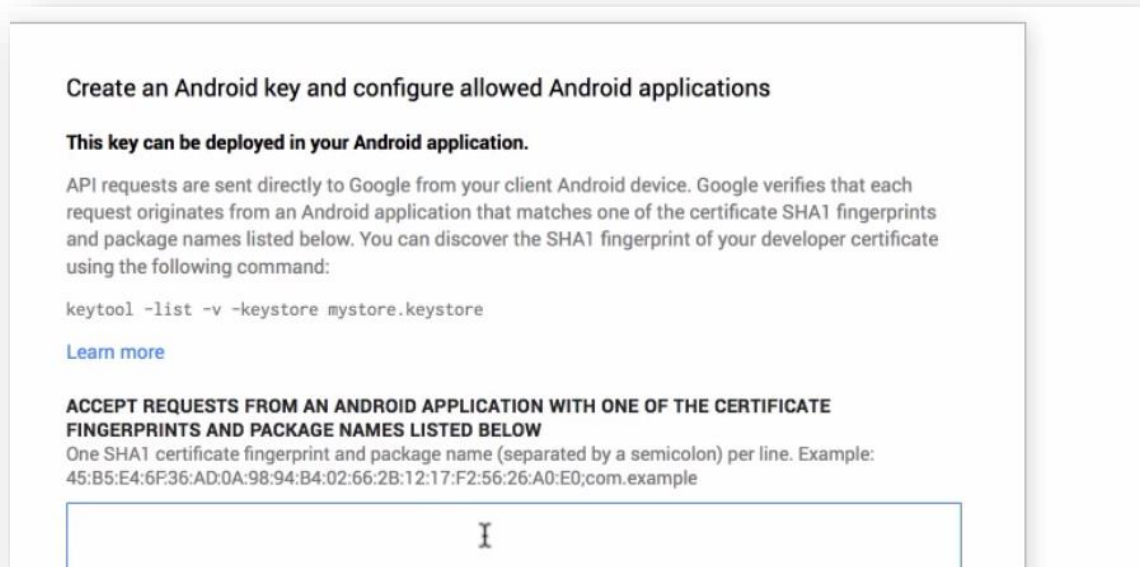 Create an Android key and configure allowed Android applications
This key can be deployed in your Android application.
API requests are sent directly to Google from your client Android device. Google verifies that each
request originates from an Android application that matches one of the certificate SHA1 fingerprints
and package names listed below. You can discover the SHA1 fingerprint of your developer certificate
using the following command:
keytool -list -v -keystore mystore.keystore
Learn more
ACCEPT REQUESTS FROM AN ANDROID APPLICATION WITH ONE OF THE CERTIFICATE
FINGERPRINTS AND PACKAGE NAMES LISTED BELOW
One SHA1 certificate fingerprint and package name (separated by a semicolon) per line. Example:
45:B5:E4:6F:36:AD:0A:98:94:B4:02:66:2B:12:17:F2:56:26:A0:E0;com.example